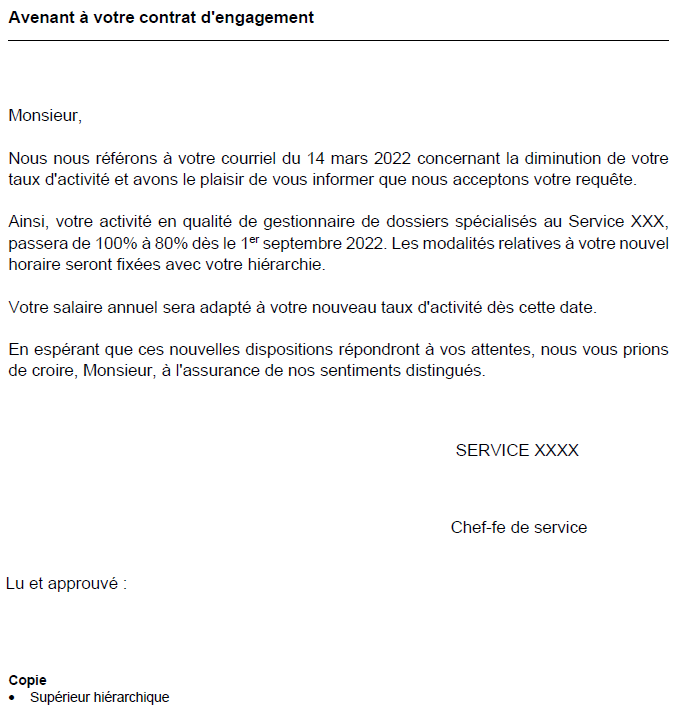 Avenant à votre contrat d'engagement
Monsieur,
Nous nous référons à votre courriel du 14 mars 2022 concernant la diminution de votre
taux d'activité et avons le plaisir de vous informer que nous acceptons votre requête.
Ainsi, votre activité en qualité de gestionnaire de dossiers spécialisés au Service XXX,
passera de 100% à 80% dès le 1er septembre 2022. Les modalités relatives à votre nouvel
horaire seront fixées avec votre hiérarchie.
Votre salaire annuel sera adapté à votre nouveau taux d'activité dès cette date.
En espérant que ces nouvelles dispositions répondront à vos attentes, nous vous prions
de croire, Monsieur, à l'assurance de nos sentiments distingués.
SERVICE XXXX
Chef-fe de service
Lu et approuvé :
Copie
• Supérieur hiérarchique